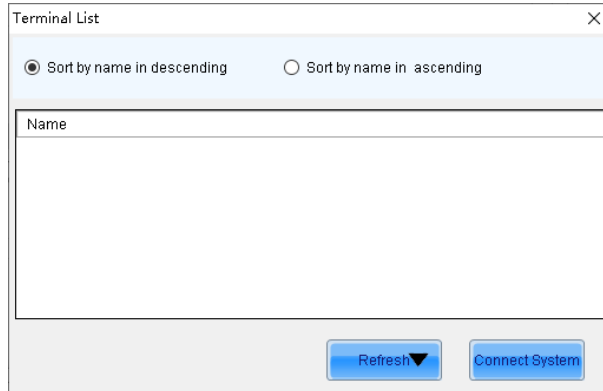 Terminal List
Sort by name in descending
Sort by name in ascending
Name
Refresh
Connect System